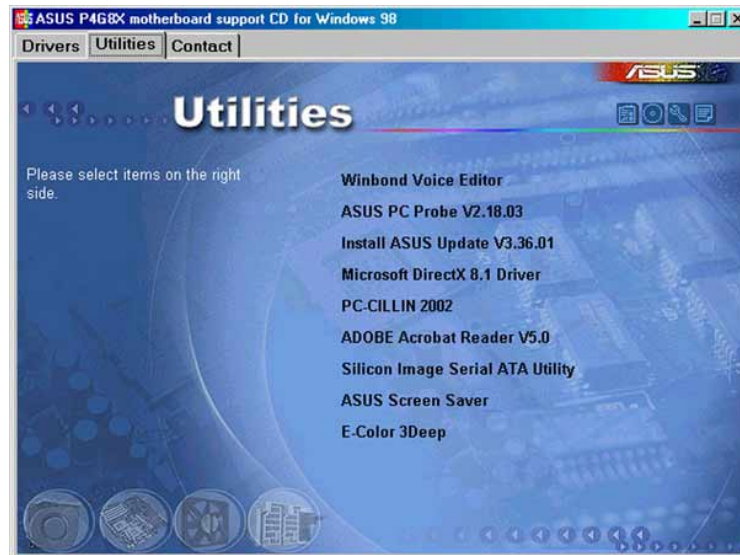 ASUS P4G8X motherboard support CD for Windows 98
Drivers Utilities Contact
ASUS
Utilities
Please select items on the right
side.
Winbond Voice Editor
ASUS PC Probe V2.18.03
Install ASUS Update V3.36.01
Microsoft DirectX 8.1 Driver
PC-CILLIN 2002
ADOBE Acrobat Reader V5.0
Silicon Image Serial ATA Utility
ASUS Screen Saver
E-Color 3Deep